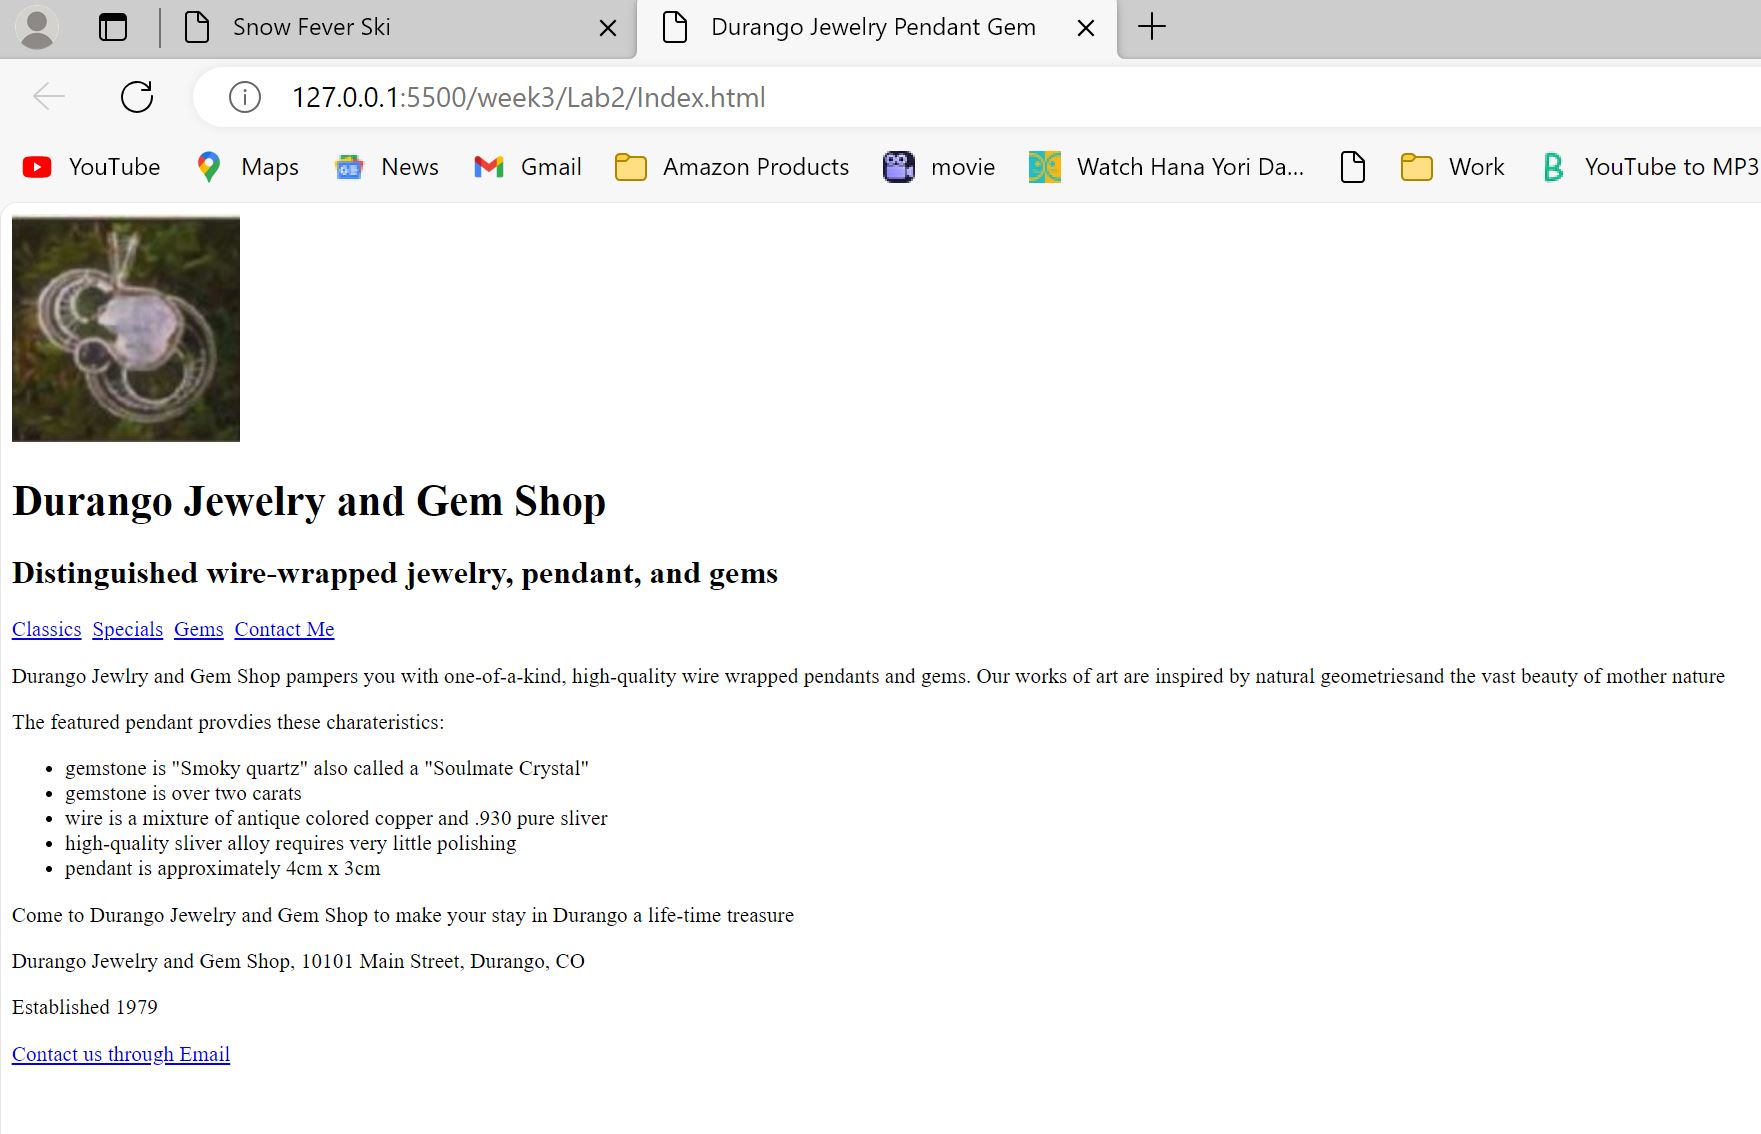 Snow Fever Ski
Durango Jewelry Pendant Gem
127.0.0.1:5500/week3/Lab2/Index.html
YouTube Maps News Gmail Amazon Products movie Watch Hana Yori Da... Work YouTube to MP3
Durango Jewelry and Gem Shop
Distinguished wire-wrapped jewelry, pendant, and gems
Classics Specials Gems Contact Me
Durango Jewlry and Gem Shop pampers you with one-of-a-kind, high-quality wire wrapped pendants and gems. Our works of art are inspired by natural geometriesand the vast beauty of mother nature
The featured pendant provdies these charateristics:
• gemstone is "Smoky quartz" also called a "Soulmate Crystal"
• gemstone is over two carats
• wire is a mixture of antique colored copper and .930 pure sliver
• high-quality sliver alloy requires very little polishing
• pendant is approximately 4cm x 3cm
Come to Durango Jewelry and Gem Shop to make your stay in Durango a life-time treasure
Durango Jewelry and Gem Shop, 10101 Main Street, Durango, CO
Established 1979
Contact us through Email